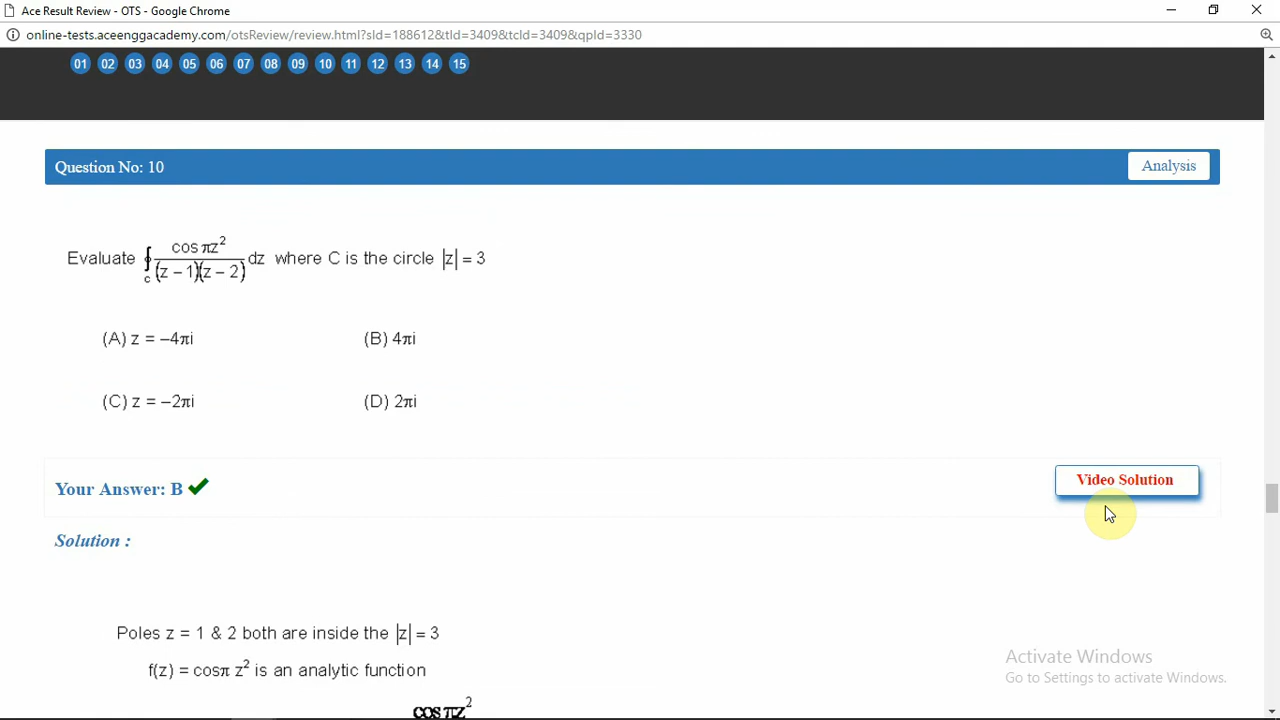 Ace Result Review - OTS - Google Chrome
online-tests.aceenggacademy.com/otsReview/review.html?sId=188612&tId=3409&tcId=3409&qpId=3330
01 02 03 04 05 06 07 08 09 10 11 12 13 14 15
Question No: 10
Analysis
Evaluate ∮c cos πz² / (z − 1)(z − 2) dz where C is the circle |z| = 3
(A) z = −4πi (B) 4πi
(C) z = −2πi (D) 2πi
Your Answer: B
Video Solution
Solution :
Poles z = 1 & 2 both are inside the |z| = 3
f(z) = cosπ z² is an analytic function
cos πz²
Activate Windows
Go to Settings to activate Windows.